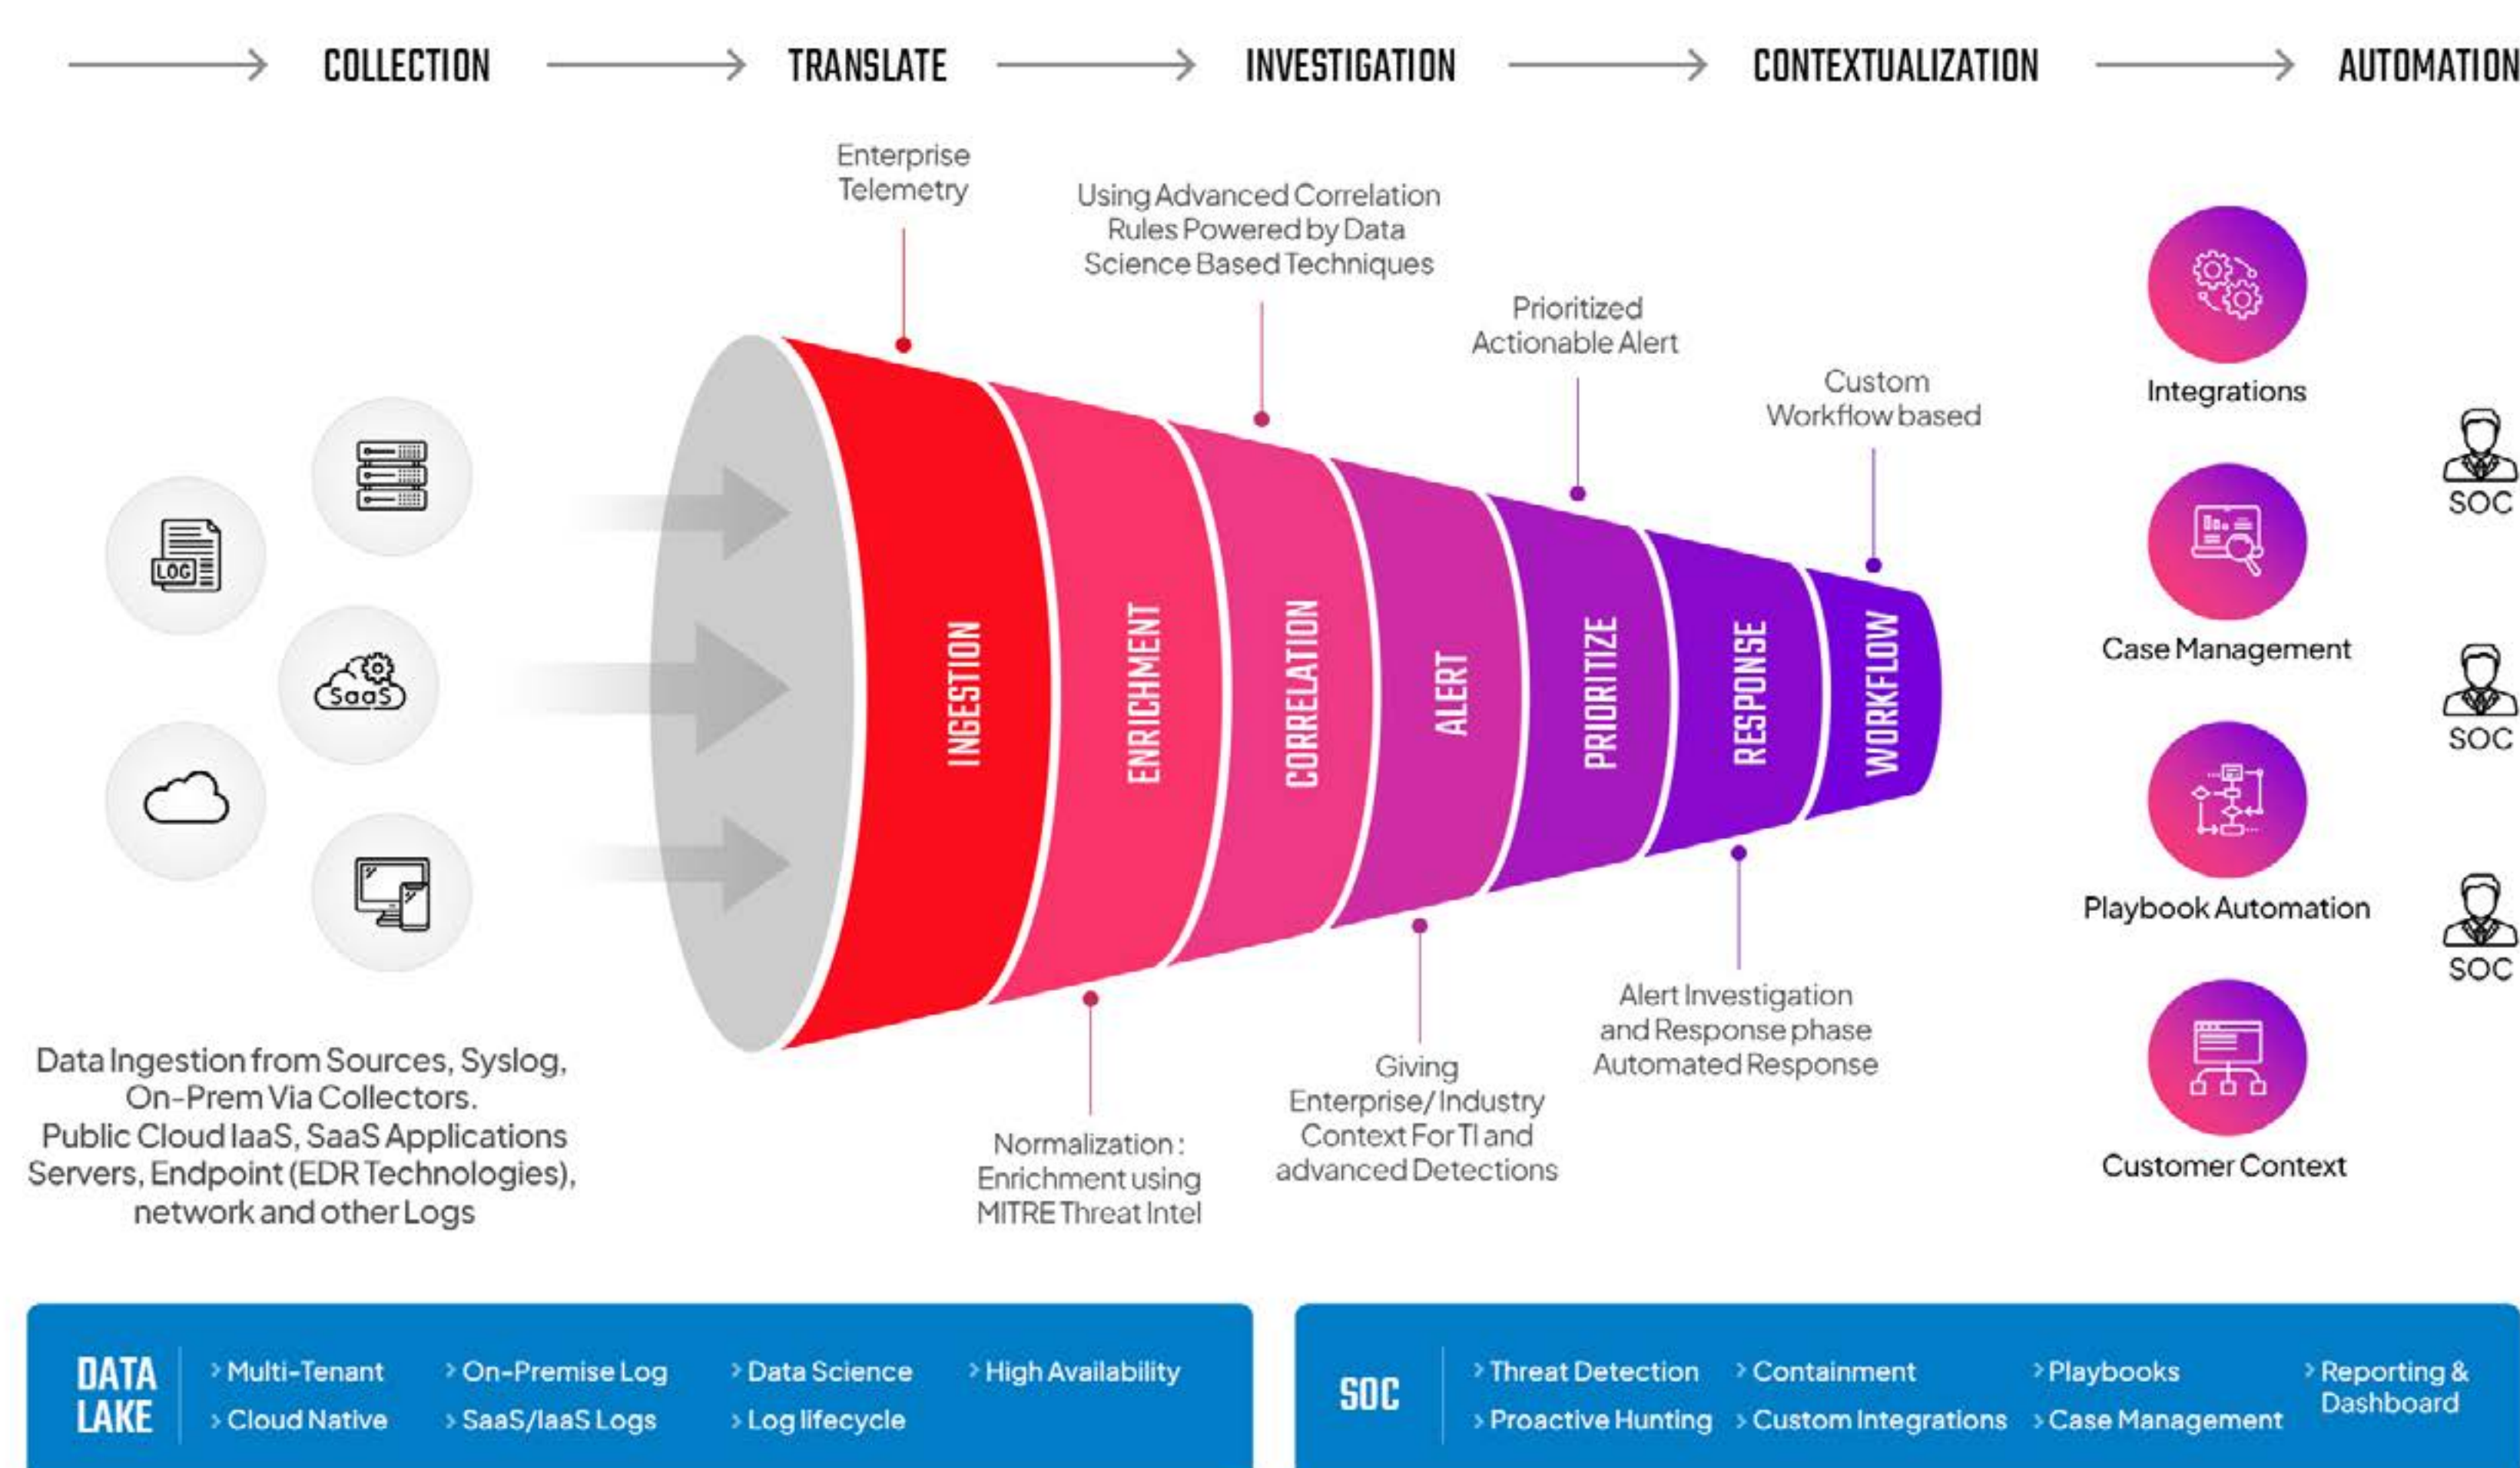 COLLECTION
TRANSLATE
INVESTIGATION
CONTEXTUALIZATION
AUTOMATION
Enterprise
Telemetry
Using Advanced Correlation
Rules Powered by Data
Science Based Techniques
Prioritized
Actionable Alert
Custom
Workflow based
LOG
SaaS
Data Ingestion from Sources, Syslog,
On-Prem Via Collectors.
Public Cloud IaaS, SaaS Applications
Servers, Endpoint (EDR Technologies),
network and other Logs
INGESTION
ENRICHMENT
CORRELATION
ALERT
PRIORITIZE
RESPONSE
WORKFLOW
Normalization :
Enrichment using
MITRE Threat Intel
Giving
Enterprise/Industry
Context For TI and
advanced Detections
Alert Investigation
and Response phase
Automated Response
Integrations
Case Management
Playbook Automation
Customer Context
SOC
SOC
SOC
DATA
LAKE
> Multi-Tenant
> Cloud Native
> On-Premise Log
> SaaS/IaaS Logs
> Data Science
> Log lifecycle
> High Availability
SOC
> Threat Detection
> Proactive Hunting
> Containment
> Custom Integrations
> Playbooks
> Case Management
> Reporting &
Dashboard